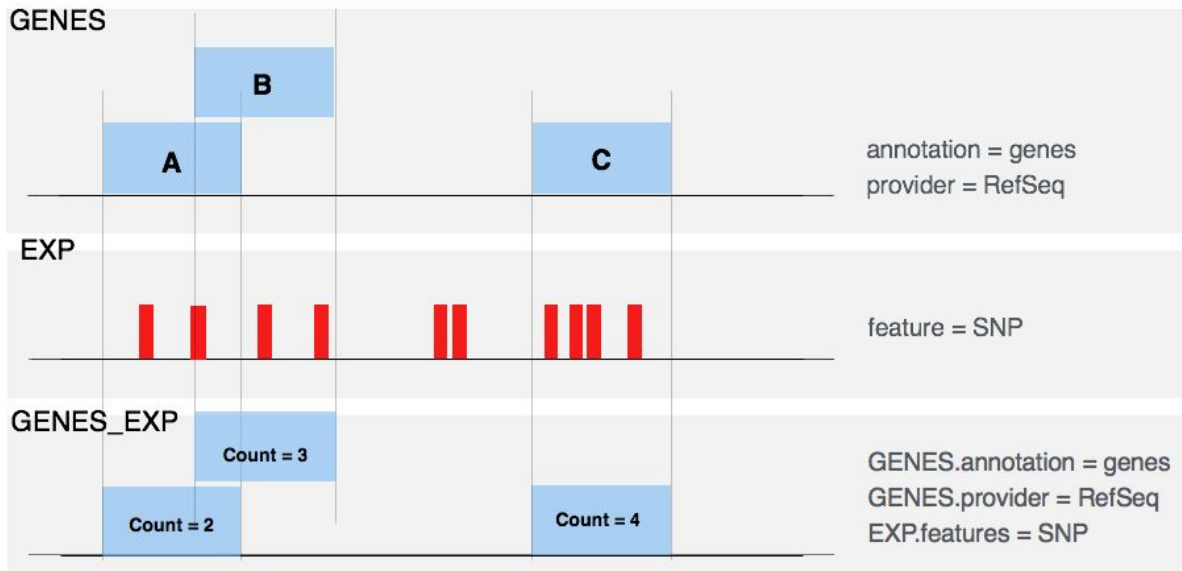 GENES
B
A
C
annotation = genes
provider = RefSeq
EXP
feature = SNP
GENES_EXP
Count = 3
Count = 2
Count = 4
GENES.annotation = genes
GENES.provider = RefSeq
EXP.features = SNP